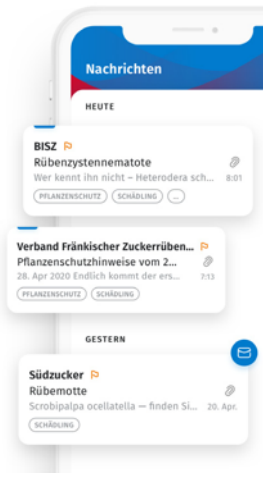 Nachrichten
HEUTE
BISZ
Rübenzystennematote
Wer kennt ihn nicht – Heterodera sch... 8:01
PFLANZENSCHUTZ SCHÄDLING ...
Verband Fränkischer Zuckerrüben...
Pflanzenschutzhinweise vom 2...
28. Apr 2020 Endlich kommt der ers... 7:13
PFLANZENSCHUTZ SCHÄDLING
GESTERN
Südzucker
Rübemotte
Scrobipalpa ocellatella — finden Si... 20. Apr.
SCHÄDLING